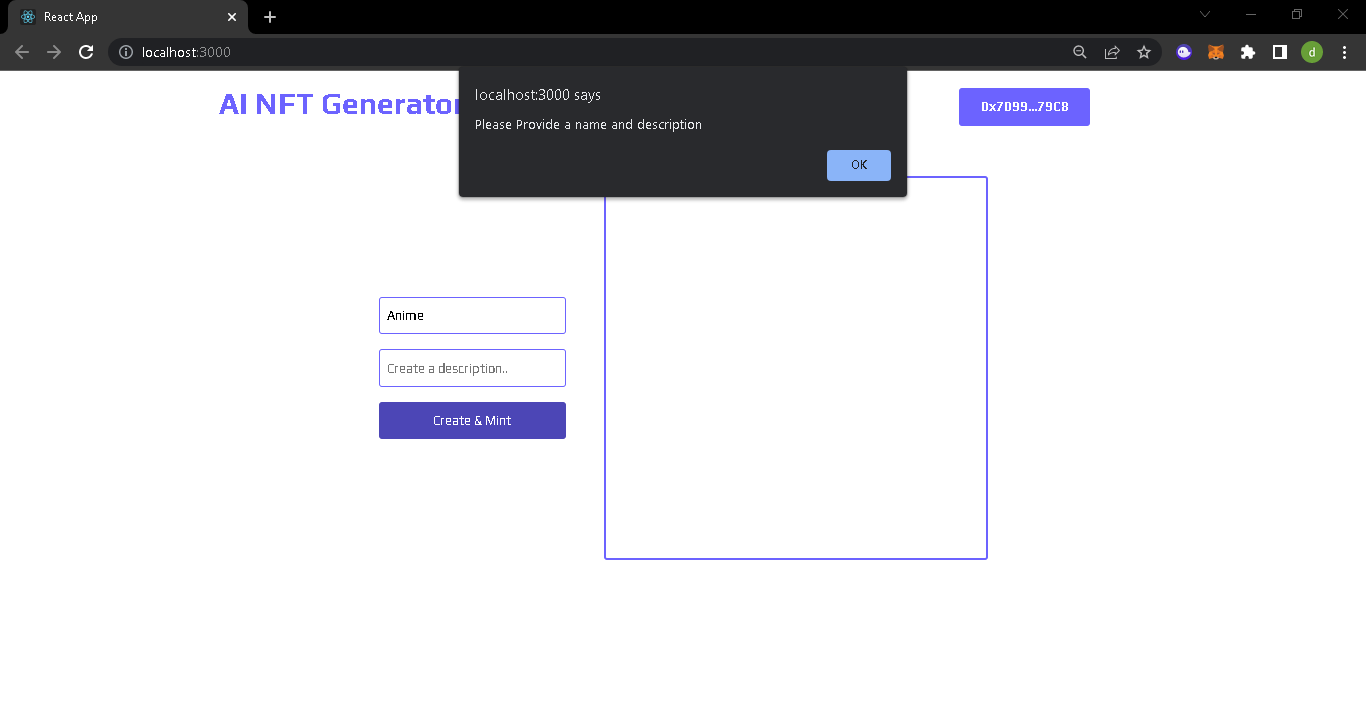 React App
localhost:3000
d
AI NFT Generator
localhost:3000 says
Please Provide a name and description
OK
0x7D99...79C8
Anime
Create a description..
Create & Mint